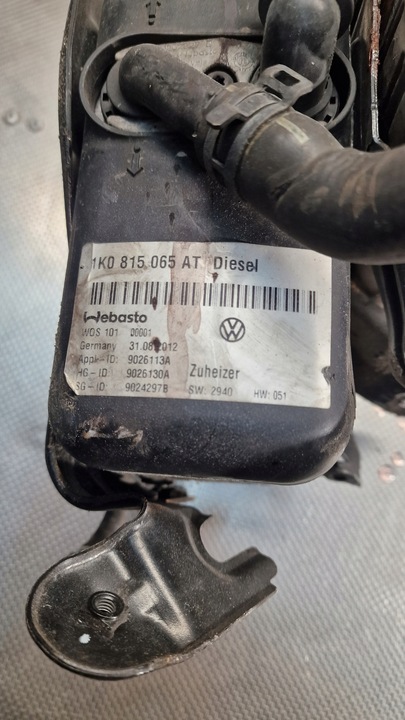 1K0 815 065 AT Diesel
Webasto
WDS 101 00001
Germany 31.08.2012
Appl-ID: 9026113A
HG-ID 9026130A Zuheizer
SG-ID: 9024297B SW: 2940 HW: 051